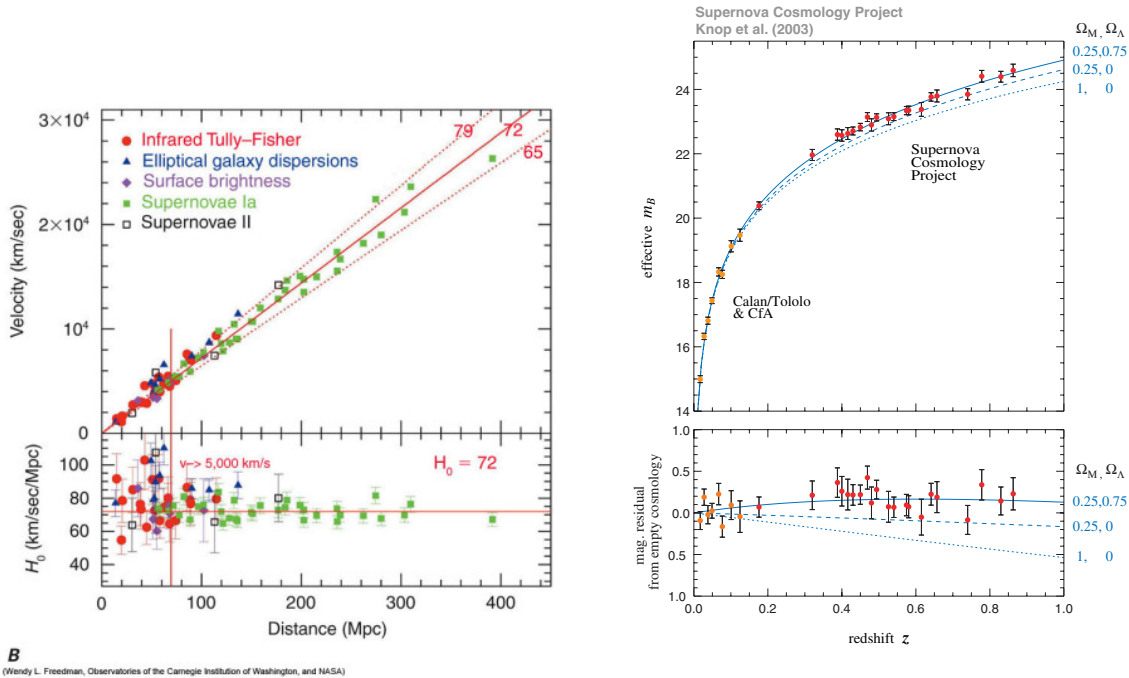 3×10⁴
2×10⁴
10⁴
0
Velocity (km/sec)
Infrared Tully–Fisher
Elliptical galaxy dispersions
Surface brightness
Supernovae Ia
Supernovae II
79
72
65
100
80
60
40
H₀ (km/sec/Mpc)
v–> 5,000 km/s
H₀ = 72
0
100
200
300
400
Distance (Mpc)
B
(Wendy L. Freedman, Observatories of the Carnegie Institution of Washington, and NASA)
Supernova Cosmology Project
Knop et al. (2003)
Ω_M , Ω_Λ
0.25,0.75
0.25, 0
1, 0
24
22
20
18
16
14
effective m_B
Supernova
Cosmology
Project
Calan/Tololo
& CfA
1.0
0.5
0.0
0.5
1.0
mag. residual
from empty cosmology
Ω_M , Ω_Λ
0.25,0.75
0.25, 0
1, 0
0.0
0.2
0.4
0.6
0.8
1.0
redshift z